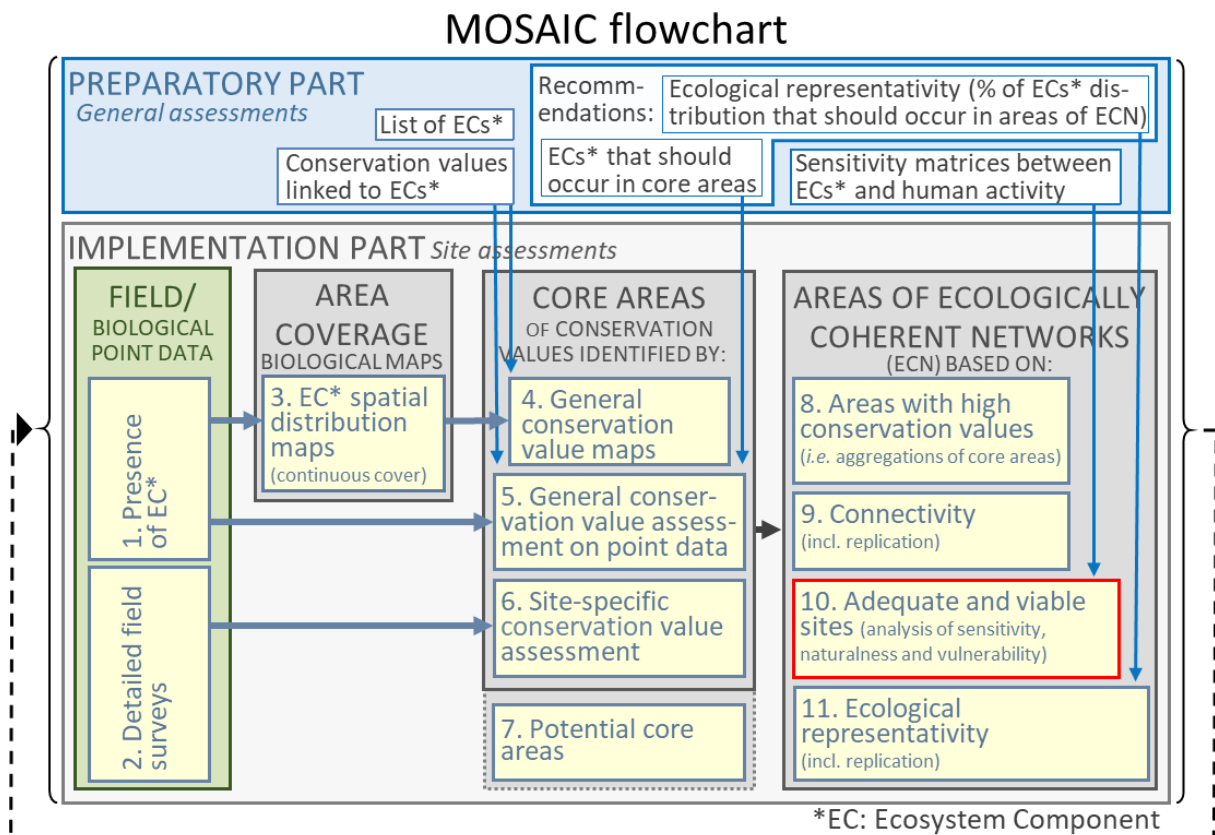 MOSAIC flowchart
PREPARATORY PART
General assessments
List of ECs*
Conservation values
linked to ECs*
Recomm-
endations:
Ecological representativity (% of ECs* dis-
tribution that should occur in areas of ECN)
ECs* that should
occur in core areas
Sensitivity matrices between
ECs* and human activity
IMPLEMENTATION PART Site assessments
FIELD/
BIOLOGICAL
POINT DATA
1. Presence
of EC*
2. Detailed field
surveys
AREA
COVERAGE
BIOLOGICAL MAPS
3. EC* spatial
distribution
maps
(continuous cover)
CORE AREAS
OF CONSERVATION
VALUES IDENTIFIED BY:
4. General
conservation
value maps
5. General conser-
vation value assess-
ment on point data
6. Site-specific
conservation value
assessment
7. Potential core
areas
AREAS OF ECOLOGICALLY
COHERENT NETWORKS
(ECN) BASED ON:
8. Areas with high
conservation values
(i.e. aggregations of core areas)
9. Connectivity
(incl. replication)
10. Adequate and viable
sites (analysis of sensitivity,
naturalness and vulnerability)
11. Ecological
representativity
(incl. replication)
*EC: Ecosystem Component